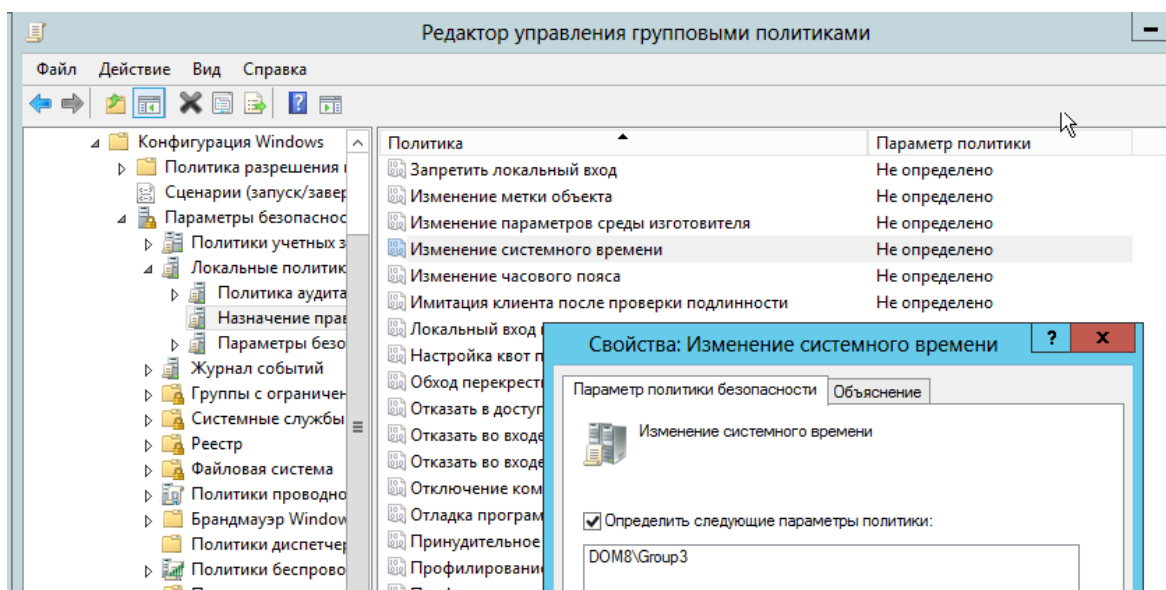 Редактор управления групповыми политиками
Файл Действие Вид Справка
Конфигурация Windows
Политика разрешения
Сценарии (запуск/завер
Параметры безопаснос
Политики учетных з
Локальные политик
Политика аудита
Назначение прав
Параметры безо
Журнал событий
Группы с ограничен
Системные службы
Реестр
Файловая система
Политики проводно
Брандмауэр Window
Политики диспетчер
Политики беспрово
Политика Параметр политики
Запретить локальный вход Не определено
Изменение метки объекта Не определено
Изменение параметров среды изготовителя Не определено
Изменение системного времени Не определено
Изменение часового пояса Не определено
Имитация клиента после проверки подлинности Не определено
Локальный вход
Настройка квот п
Обход перекрест
Отказать в доступ
Отказать во входе
Отказать во входе
Отключение ком
Отладка програм
Принудительное
Профилировани
Свойства: Изменение системного времени ? x
Параметр политики безопасности Объяснение
Изменение системного времени
Определить следующие параметры политики:
DOM8\Group3